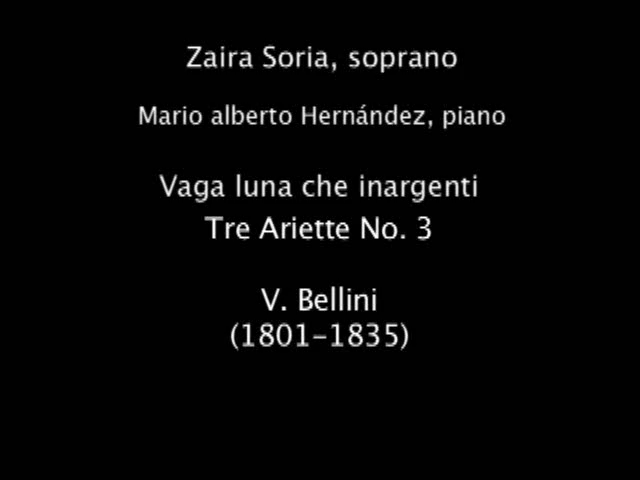 Zaira Soria, soprano
Mario alberto Hernández, piano
Vaga luna che inargenti
Tre Ariette No. 3
V. Bellini
(1801-1835)